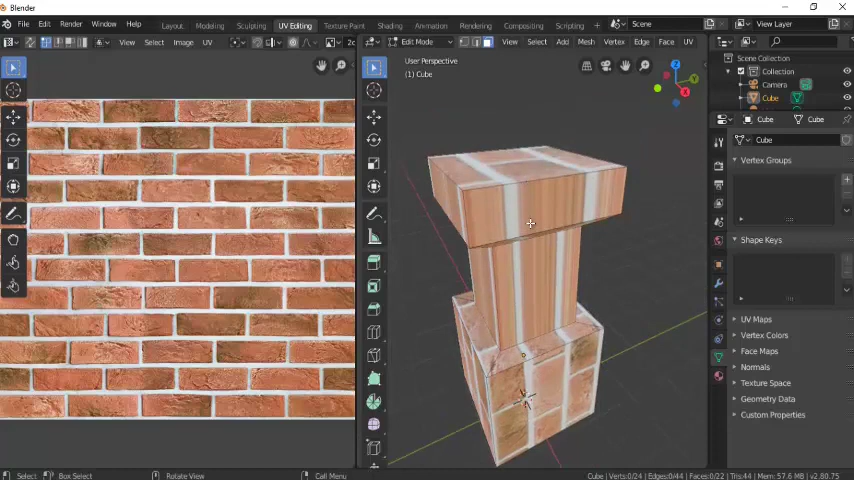 Blender
File Edit Render Window Help Layout Modeling Sculpting UV Editing Texture Paint Shading Animation Rendering Compositing Scripting + Scene View Layer
View Select Image UV
Edit Mode View Select Add Mesh Vertex Edge Face UV
User Perspective
(1) Cube
Z
X
Scene Collection
Collection
Camera
Cube
Cube Cube
Cube
Vertex Groups
Shape Keys
UV Maps
Vertex Colors
Face Maps
Normals
Texture Space
Geometry Data
Custom Properties
Select Box Select Rotate View Call Menu
Cube | Verts:0/24 | Edges:0/44 | Faces:0/22 | Tris:44 | Mem: 57.6 MB | v2.80.75